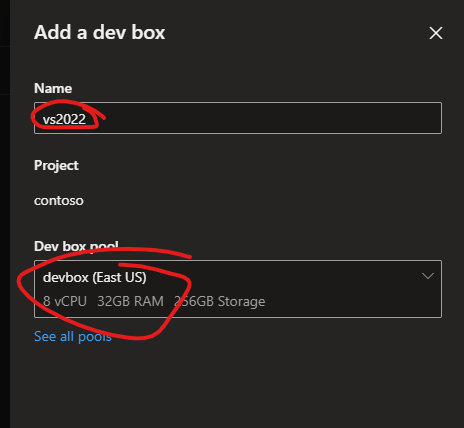 Add a dev box
Name
vs2022
Project
contoso
Dev box pool
devbox (East US)
8 vCPU 32GB RAM 256GB Storage
See all pools